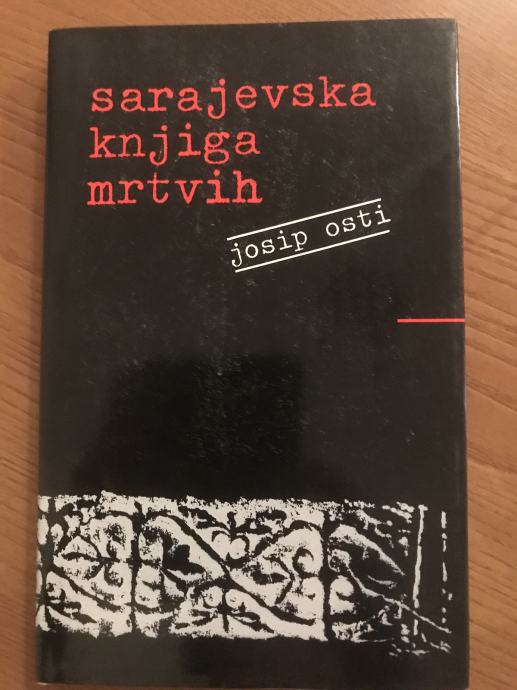 sarajevska
knjiga
mrtvih
josip osti